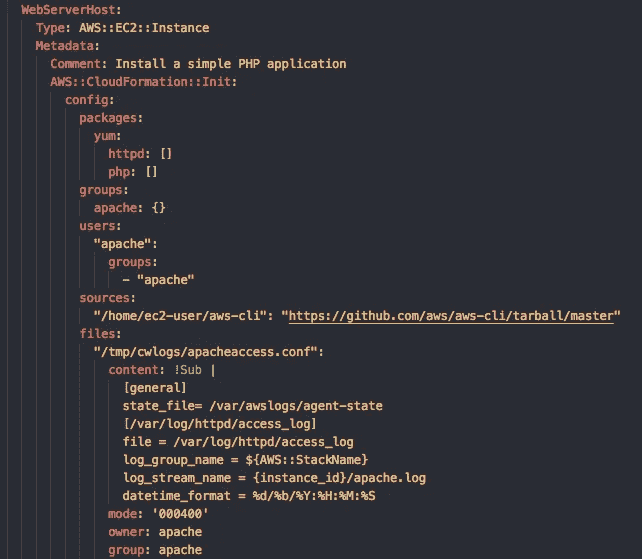 WebServerHost:
  Type: AWS::EC2::Instance
  Metadata:
    Comment: Install a simple PHP application
    AWS::CloudFormation::Init:
      config:
        packages:
          yum:
            httpd: []
            php: []
        groups:
          apache: {}
        users:
          "apache":
            groups:
              - "apache"
        sources:
          "/home/ec2-user/aws-cli": "https://github.com/aws/aws-cli/tarball/master"
        files:
          "/tmp/cwlogs/apacheaccess.conf":
            content: !Sub |
              [general]
              state_file= /var/awslogs/agent-state
              [/var/log/httpd/access_log]
              file = /var/log/httpd/access_log
              log_group_name = ${AWS::StackName}
              log_stream_name = {instance_id}/apache.log
              datetime_format = %d/%b/%Y:%H:%M:%S
            mode: '000400'
            owner: apache
            group: apache